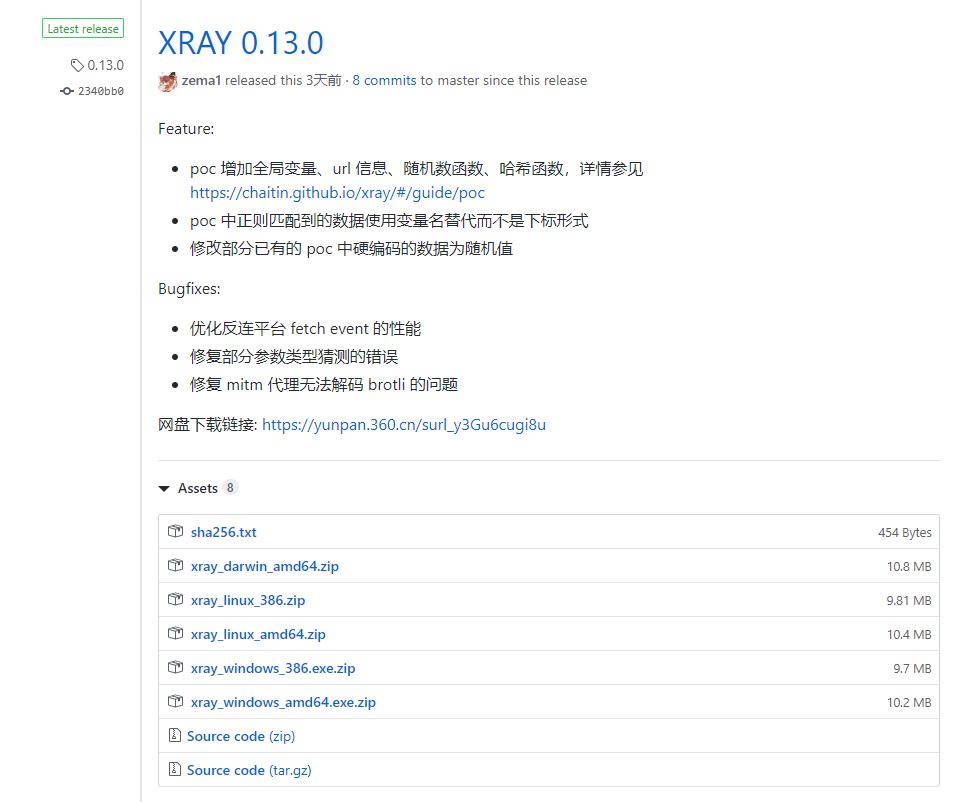 Latest release
0.13.0
2340bb0
XRAY 0.13.0
zema1 released this 3天前 · 8 commits to master since this release
Feature:
poc 增加全局变量、url 信息、随机数函数、哈希函数，详情参见
https://chaitin.github.io/xray/#/guide/poc
poc 中正则匹配到的数据使用变量名替代而不是下标形式
修改部分已有的 poc 中硬编码的数据为随机值
Bugfixes:
优化反连平台 fetch event 的性能
修复部分参数类型猜测的错误
修复 mitm 代理无法解码 brotli 的问题
网盘下载链接: https://yunpan.360.cn/surl_y3Gu6cugi8u
Assets 8
sha256.txt 454 Bytes
xray_darwin_amd64.zip 10.8 MB
xray_linux_386.zip 9.81 MB
xray_linux_amd64.zip 10.4 MB
xray_windows_386.exe.zip 9.7 MB
xray_windows_amd64.exe.zip 10.2 MB
Source code (zip)
Source code (tar.gz)